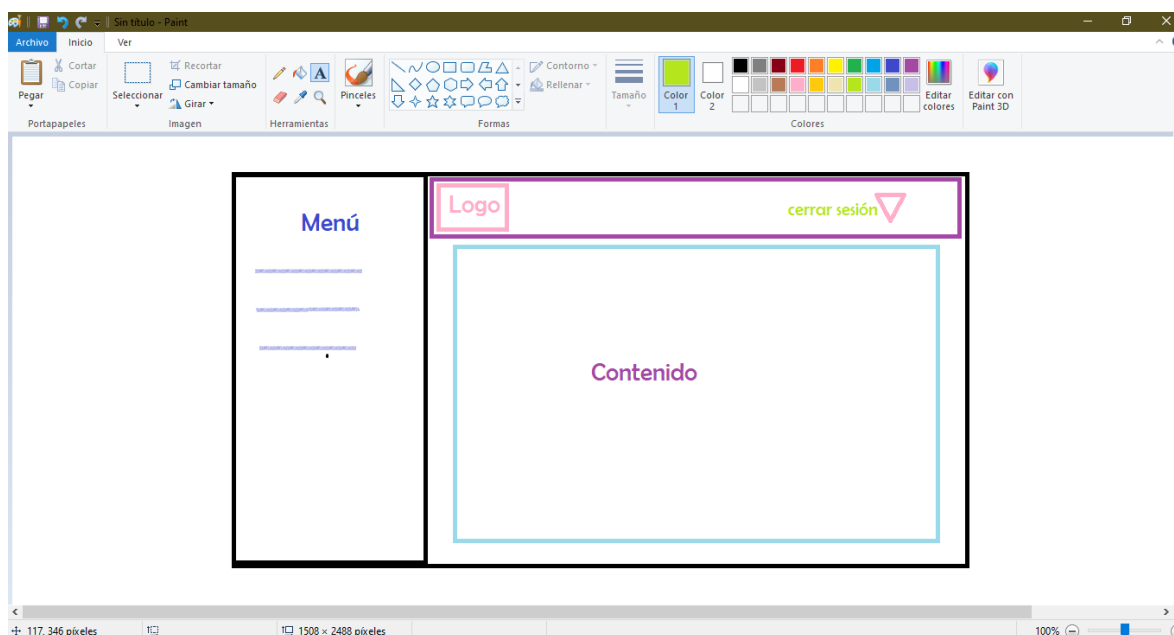 Sin título - Paint
Archivo Inicio Ver
Pegar
Cortar
Copiar
Portapapeles
Seleccionar
Recortar
Cambiar tamaño
Girar
Imagen
A
Herramientas
Pinceles
Contorno
Rellenar
Formas
Tamaño
Color 1
Color 2
Colores
Editar colores
Editar con Paint 3D
Menú
Logo
cerrar sesión
Contenido
117, 346 píxeles
1508 × 2488 píxeles
100%